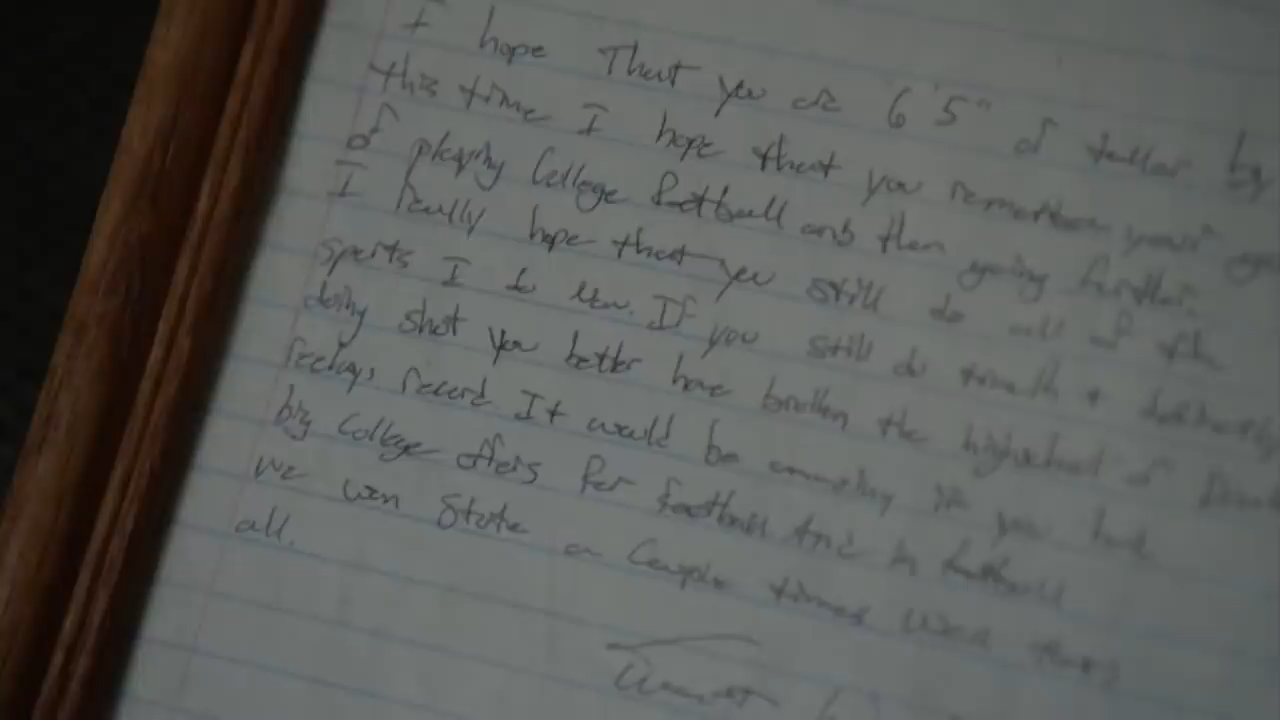 I hope That you are 6'5" or taller by
this time I hope that you remember your
of playing College football and then going further.
I really hope that you still do all of the
sports I do now. If you still do track +
doing shot you better have broken the highschool or
record It would be amazing if you had
big College offers for football And in football
we won State a Couple times
all.